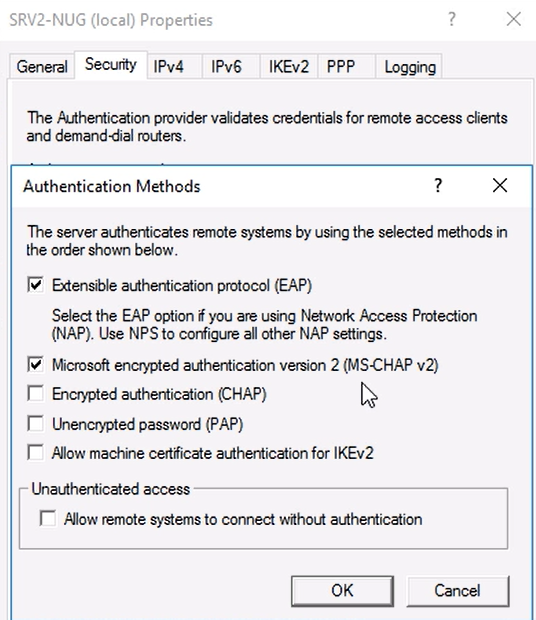 SRV2-NUG (local) Properties
?
General Security IPv4 IPv6 IKEv2 PPP Logging
The Authentication provider validates credentials for remote access clients
and demand-dial routers.
Authentication Methods
?
The server authenticates remote systems by using the selected methods in
the order shown below.
Extensible authentication protocol (EAP)
Select the EAP option if you are using Network Access Protection
(NAP). Use NPS to configure all other NAP settings.
Microsoft encrypted authentication version 2 (MS-CHAP v2)
Encrypted authentication (CHAP)
Unencrypted password (PAP)
Allow machine certificate authentication for IKEv2
Unauthenticated access
Allow remote systems to connect without authentication
OK Cancel